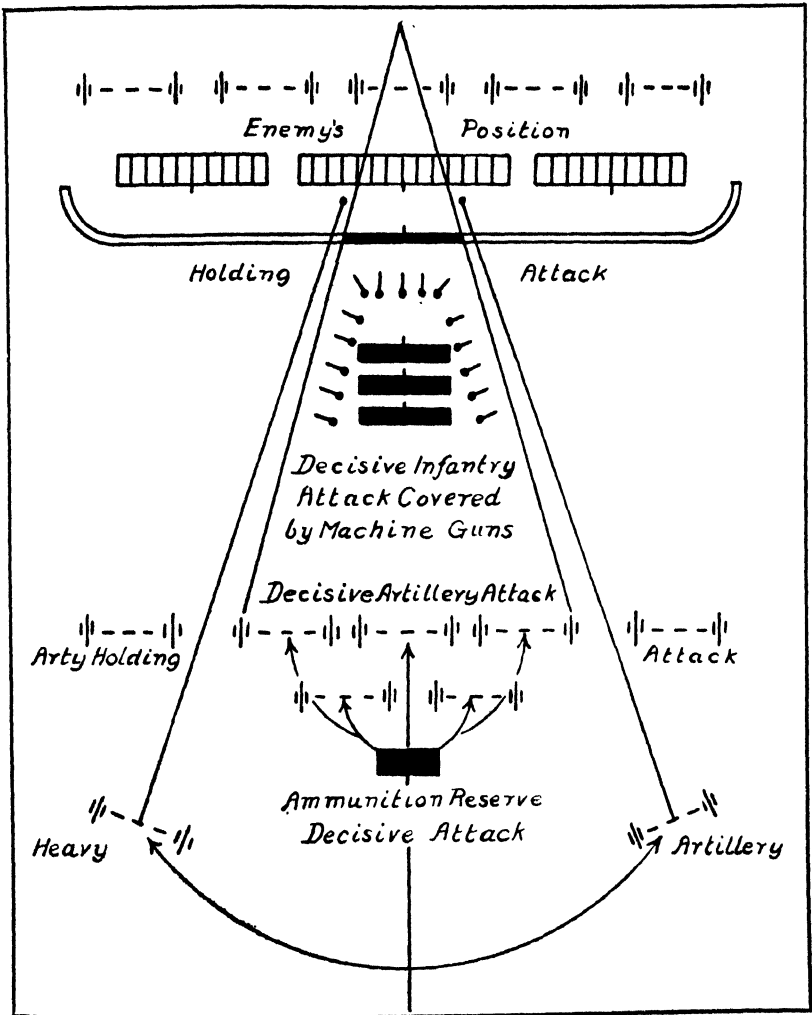 Enemy's Position
Holding Attack
Decisive Infantry
Attack Covered
by Machine Guns
Decisive Artillery Attack
Arty Holding Attack
Ammunition Reserve
Decisive Attack
Heavy Artillery